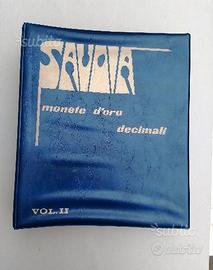 subito
SAVOIA
monete d'oro
decimali
VOL. II